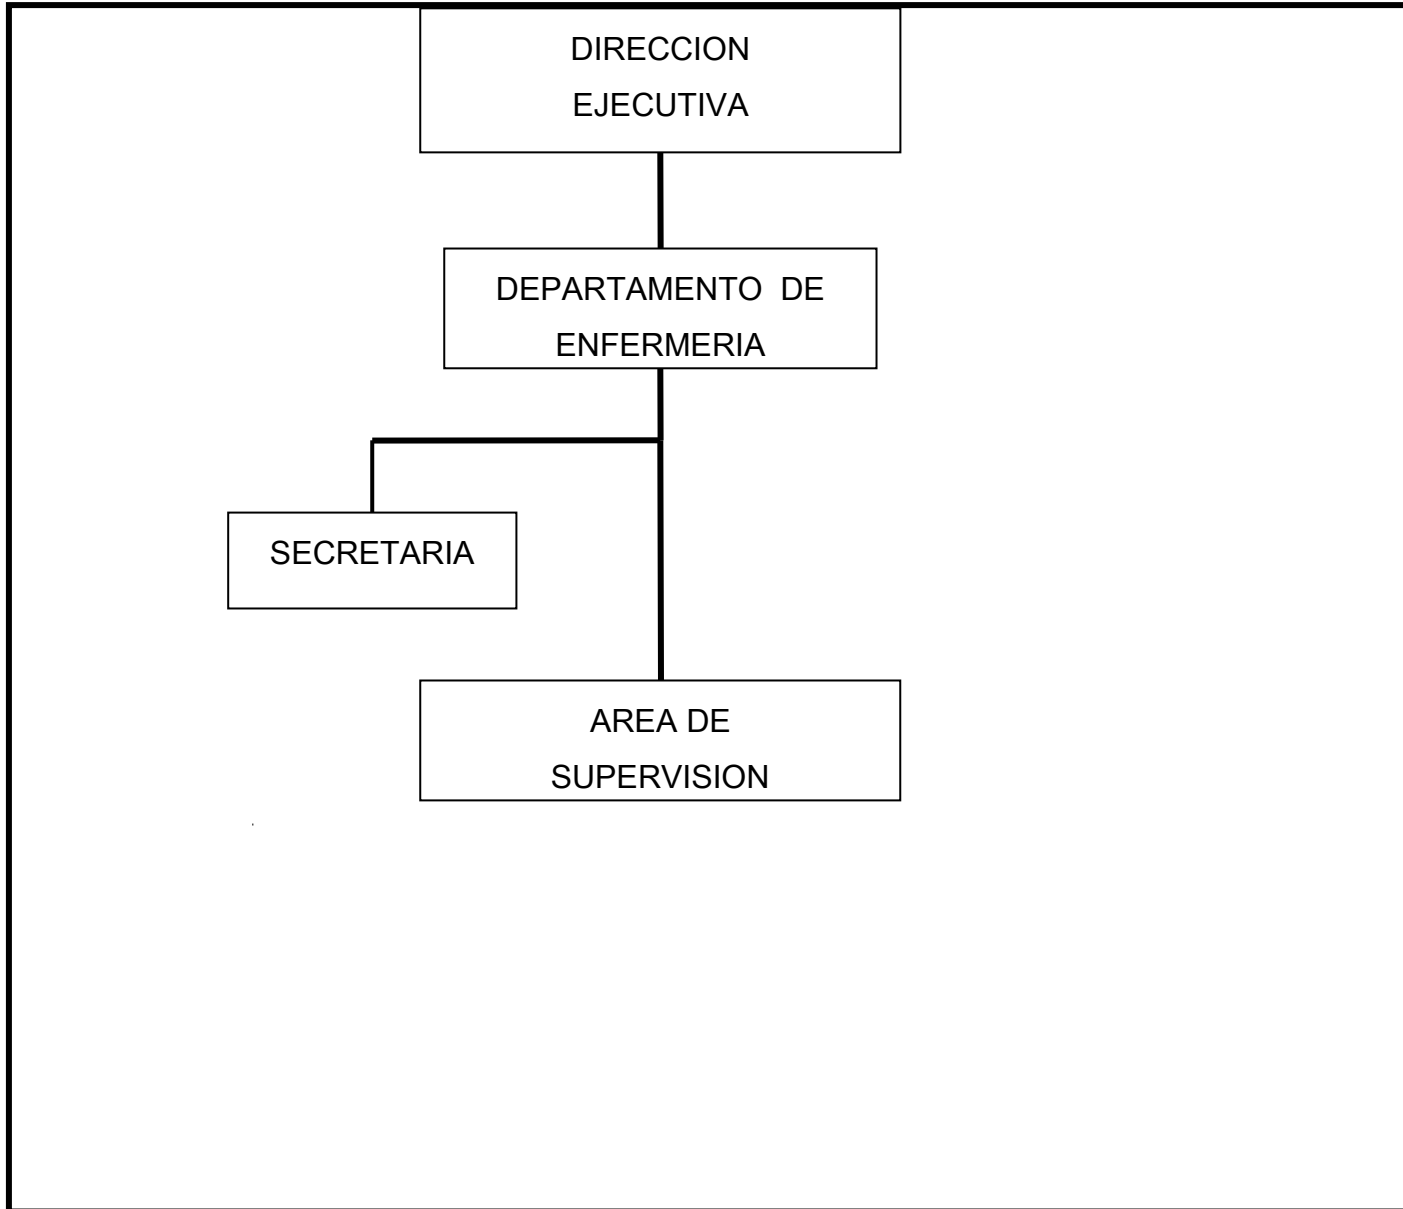 DIRECCION
EJECUTIVA
DEPARTAMENTO DE
ENFERMERIA
SECRETARIA
AREA DE
SUPERVISION